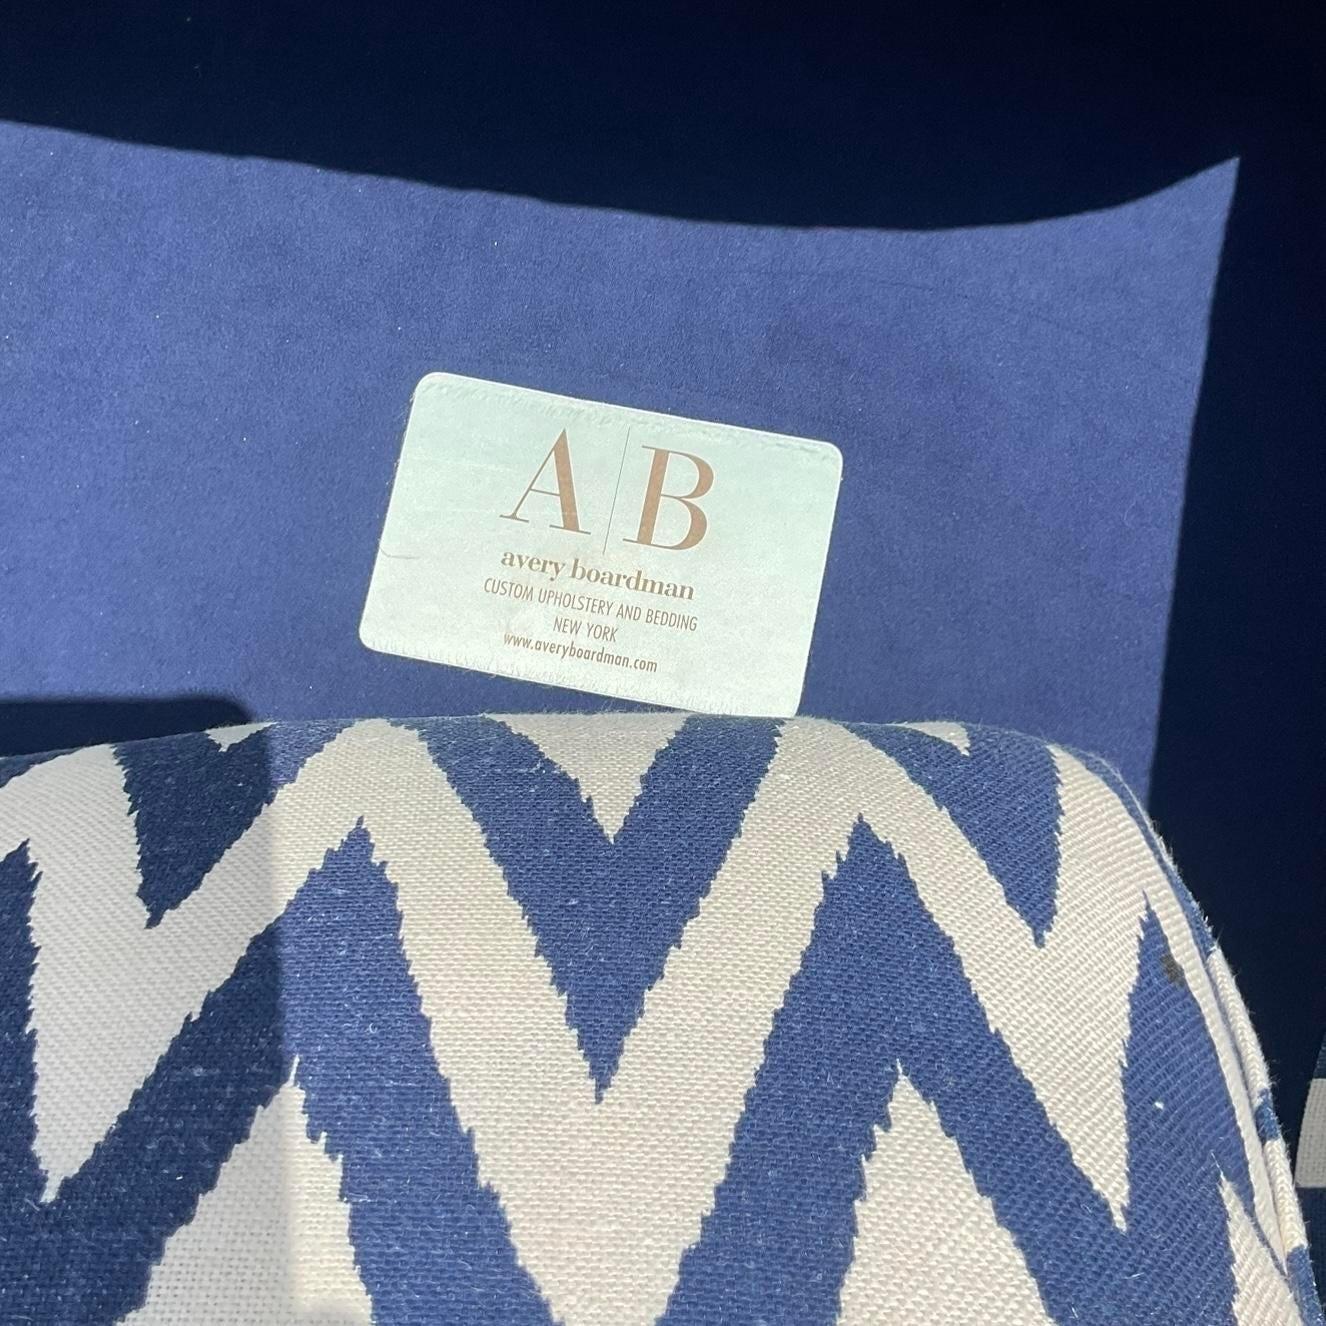 A|B
avery boardman
CUSTOM UPHOLSTERY AND BEDDING
NEW YORK
www.averyboardman.com